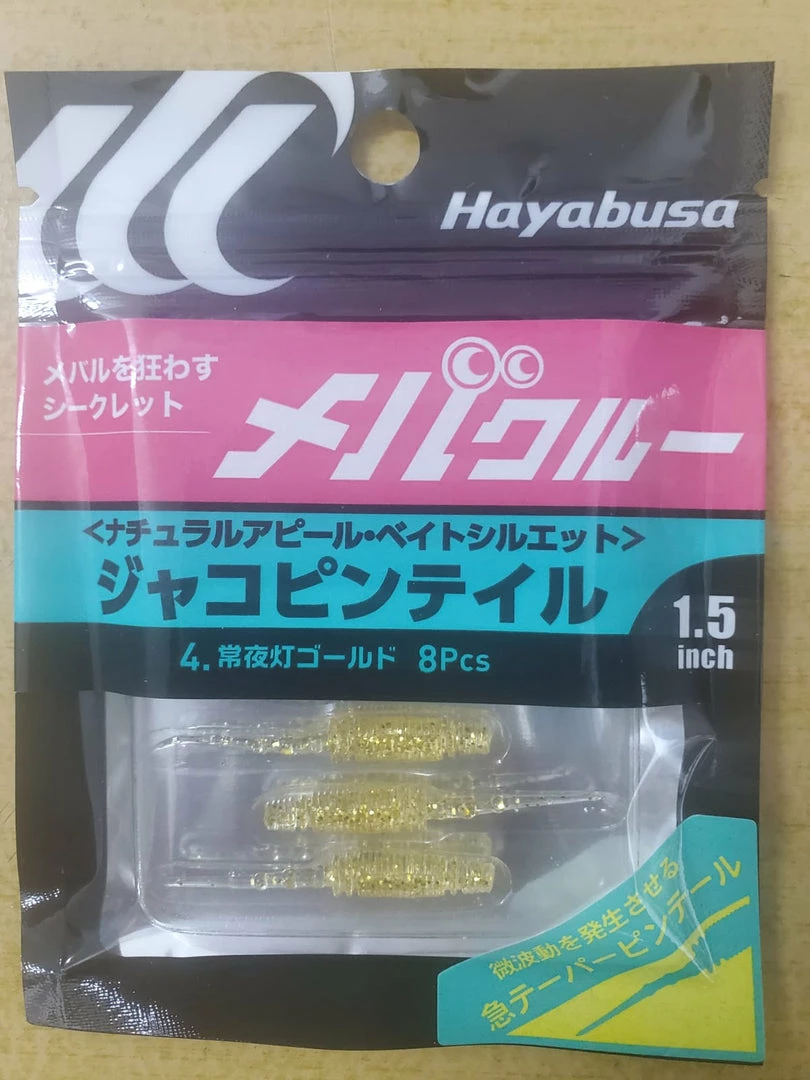 Hayabusa
メバルを狂わす
シークレット
メバクルー
<ナチュラルアピール・ベイトシルエット>
ジャコピンテイル
1.5
inch
4.常夜灯ゴールド 8Pcs
微波動を発生させる
急テーパーピンテール